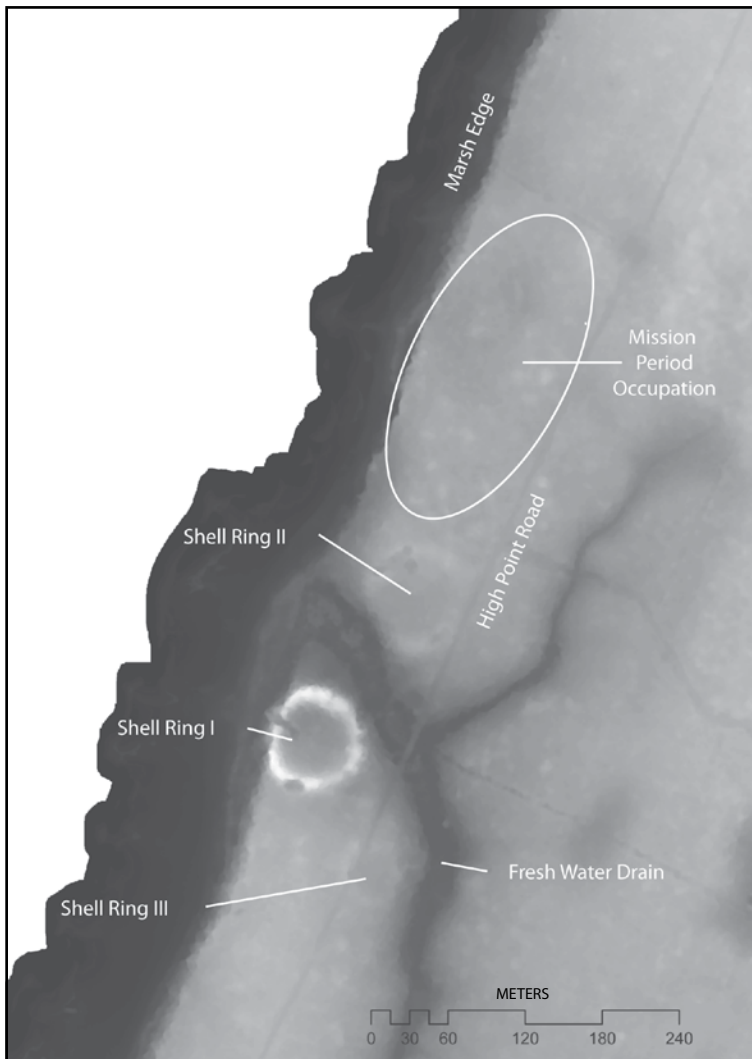 Marsh Edge
Mission
Period
Occupation
Shell Ring II
High Point Road
Shell Ring I
Fresh Water Drain
Shell Ring III
METERS
0 30 60 120 180 240